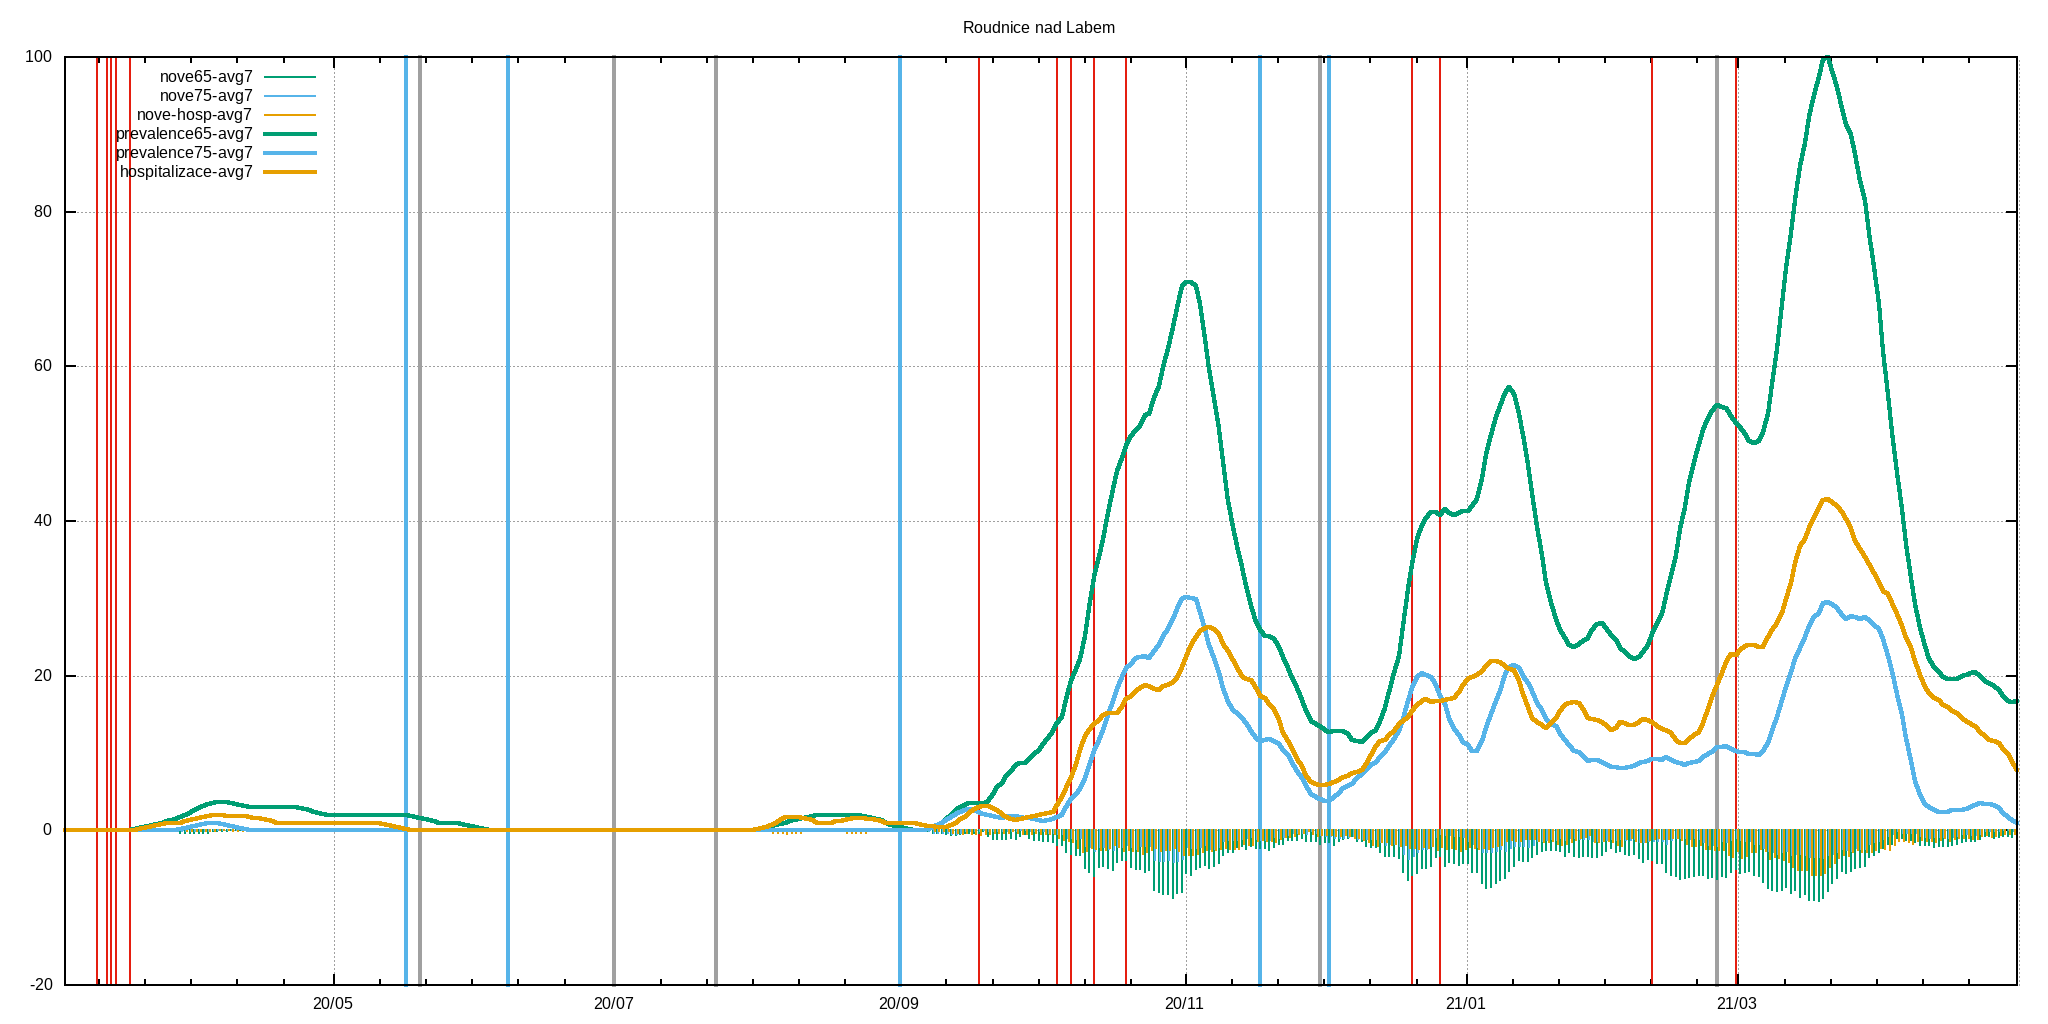 Roudnice nad Labem
100
80
60
40
20
0
-20
nove65-avg7
nove75-avg7
nove-hosp-avg7
prevalence65-avg7
prevalence75-avg7
hospitalizace-avg7
20/05 20/07 20/09 20/11 21/01 21/03